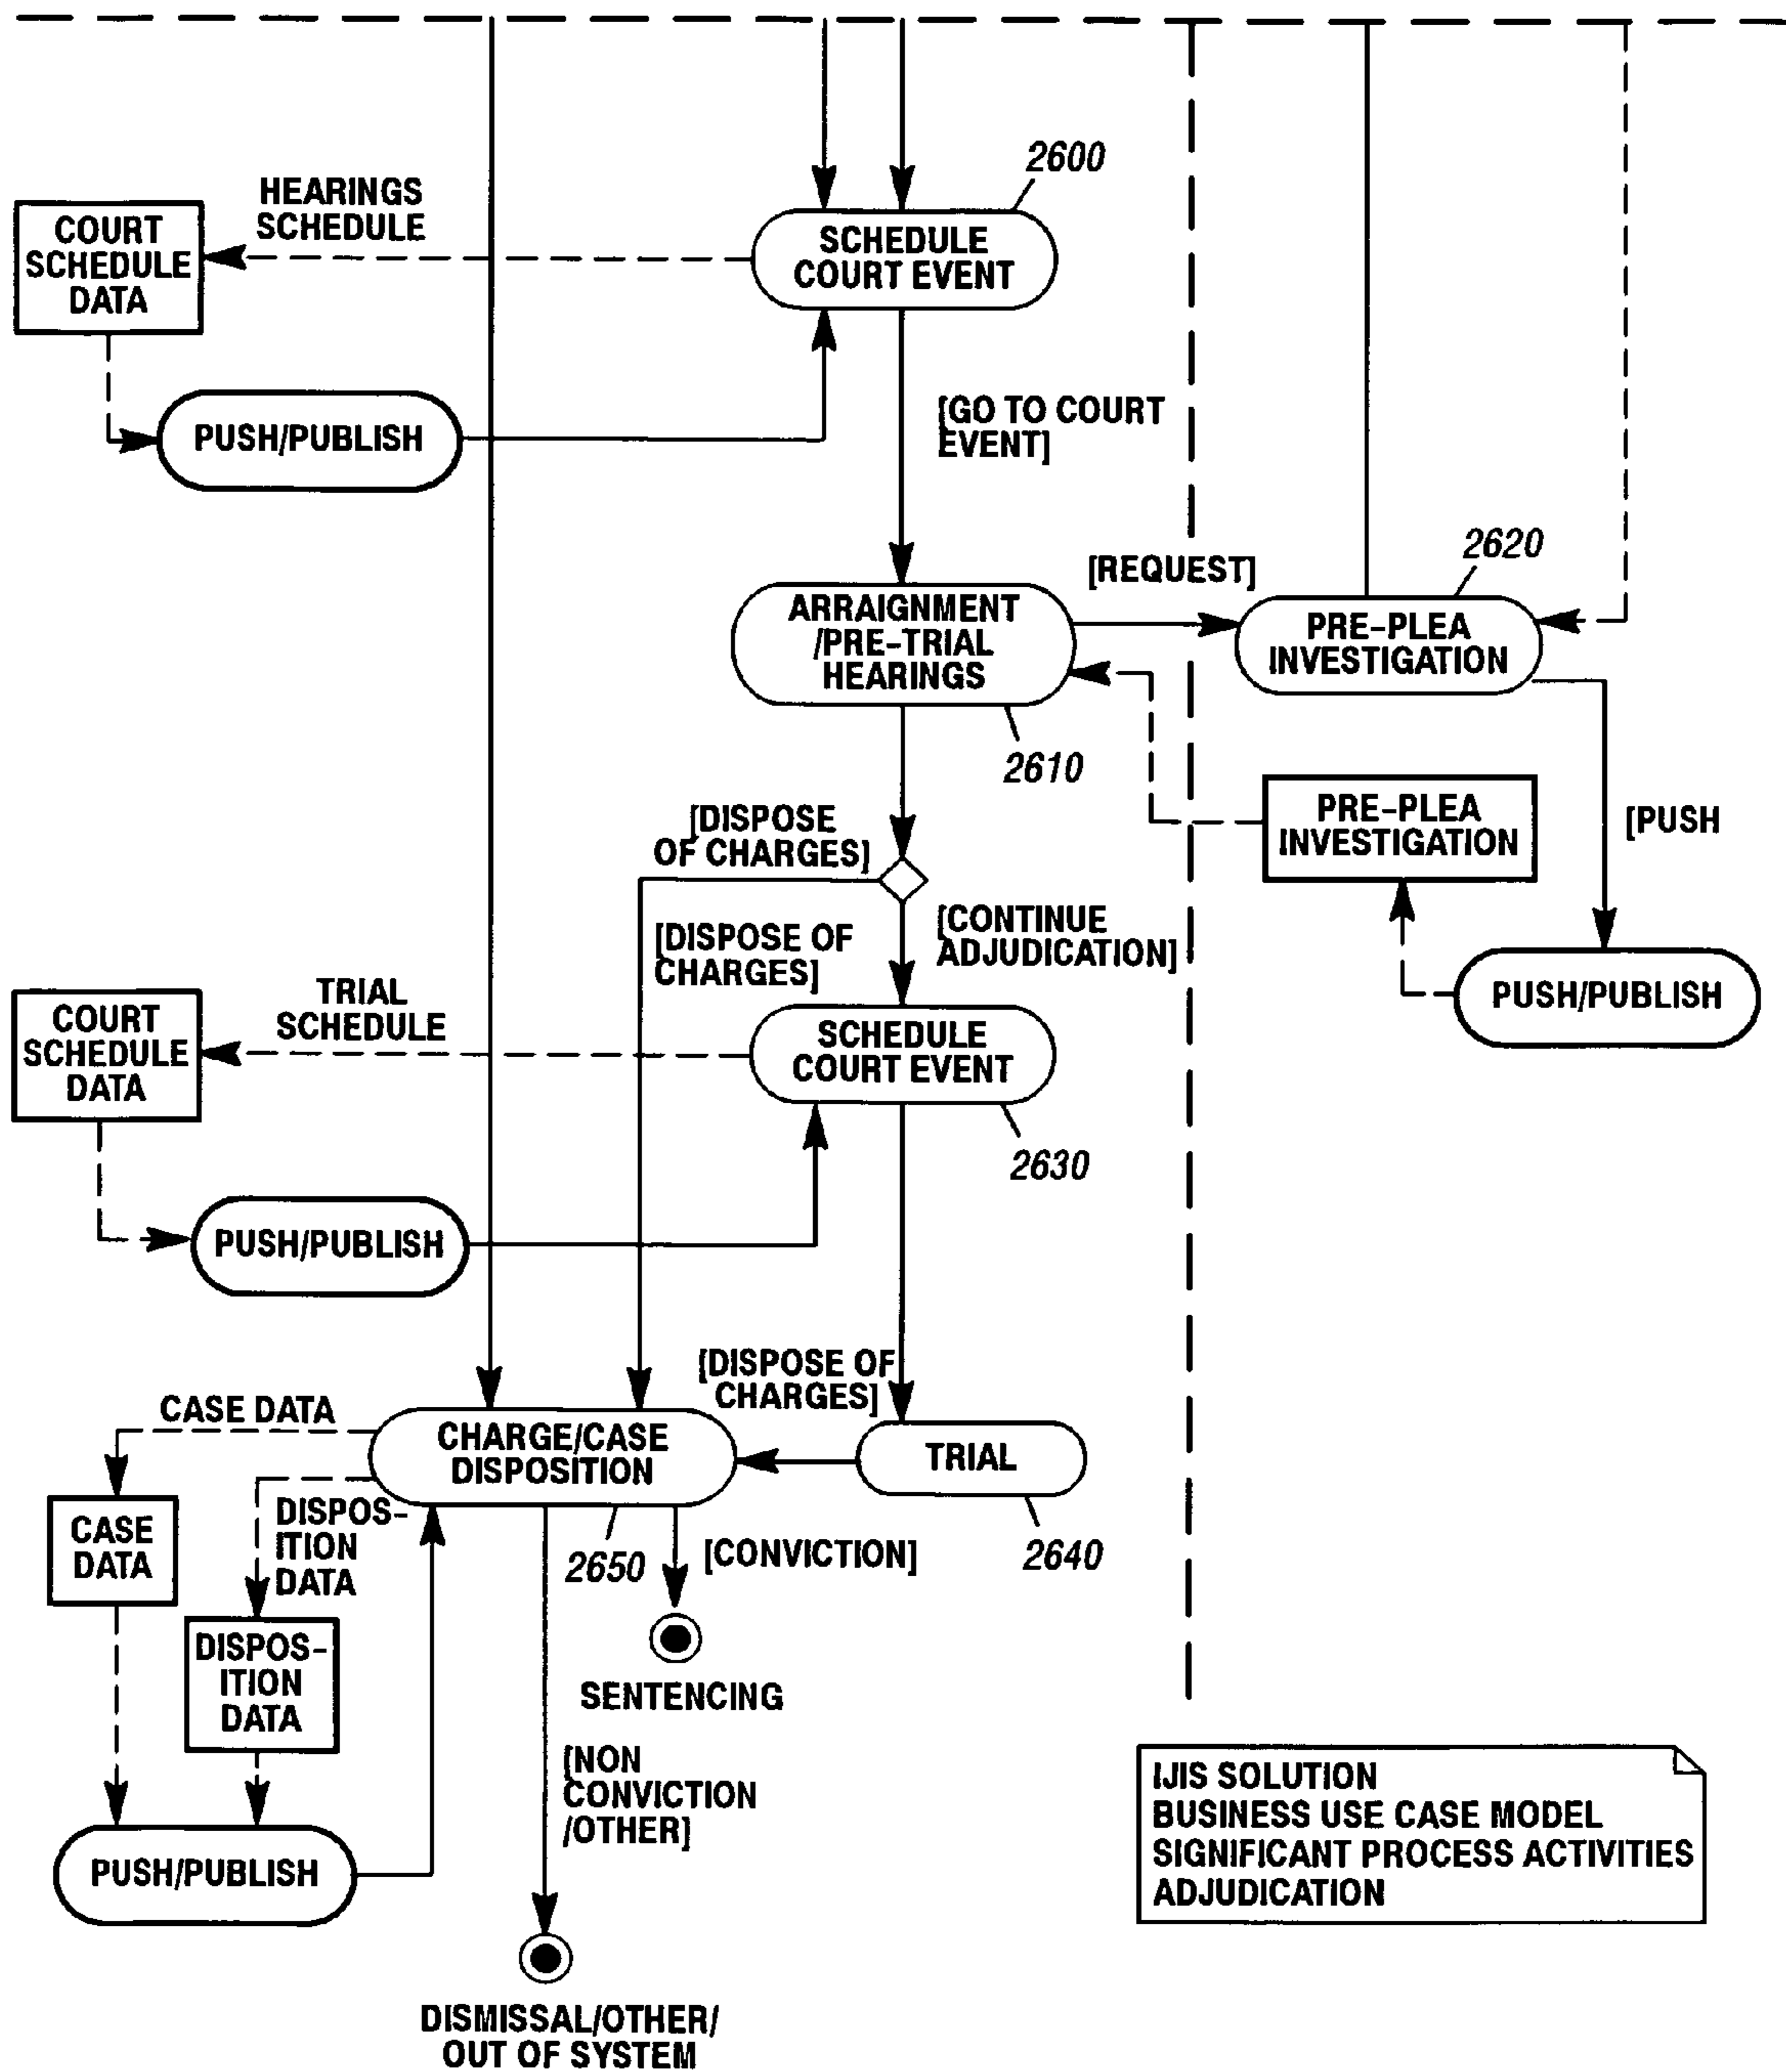 2600
HEARINGS
SCHEDULE
COURT
SCHEDULE
DATA
SCHEDULE
COURT EVENT
PUSH/PUBLISH
[GO TO COURT
EVENT]
2620
[REQUEST]
ARRAIGNMENT
/PRE-TRIAL
HEARINGS
PRE-PLEA
INVESTIGATION
2610
PRE-PLEA
INVESTIGATION
[PUSH
[DISPOSE
OF CHARGES]
[DISPOSE OF
CHARGES]
[CONTINUE
ADJUDICATION]
PUSH/PUBLISH
TRIAL
SCHEDULE
COURT
SCHEDULE
DATA
SCHEDULE
COURT EVENT
2630
PUSH/PUBLISH
[DISPOSE OF
CHARGES]
CASE DATA
CHARGE/CASE
DISPOSITION
TRIAL
CASE
DATA
DISPOS-
ITION
DATA
2650
[CONVICTION]
2640
DISPOS-
ITION
DATA
SENTENCING
[NON
CONVICTION
/OTHER]
PUSH/PUBLISH
IJIS SOLUTION
BUSINESS USE CASE MODEL
SIGNIFICANT PROCESS ACTIVITIES
ADJUDICATION
DISMISSAL/OTHER/
OUT OF SYSTEM